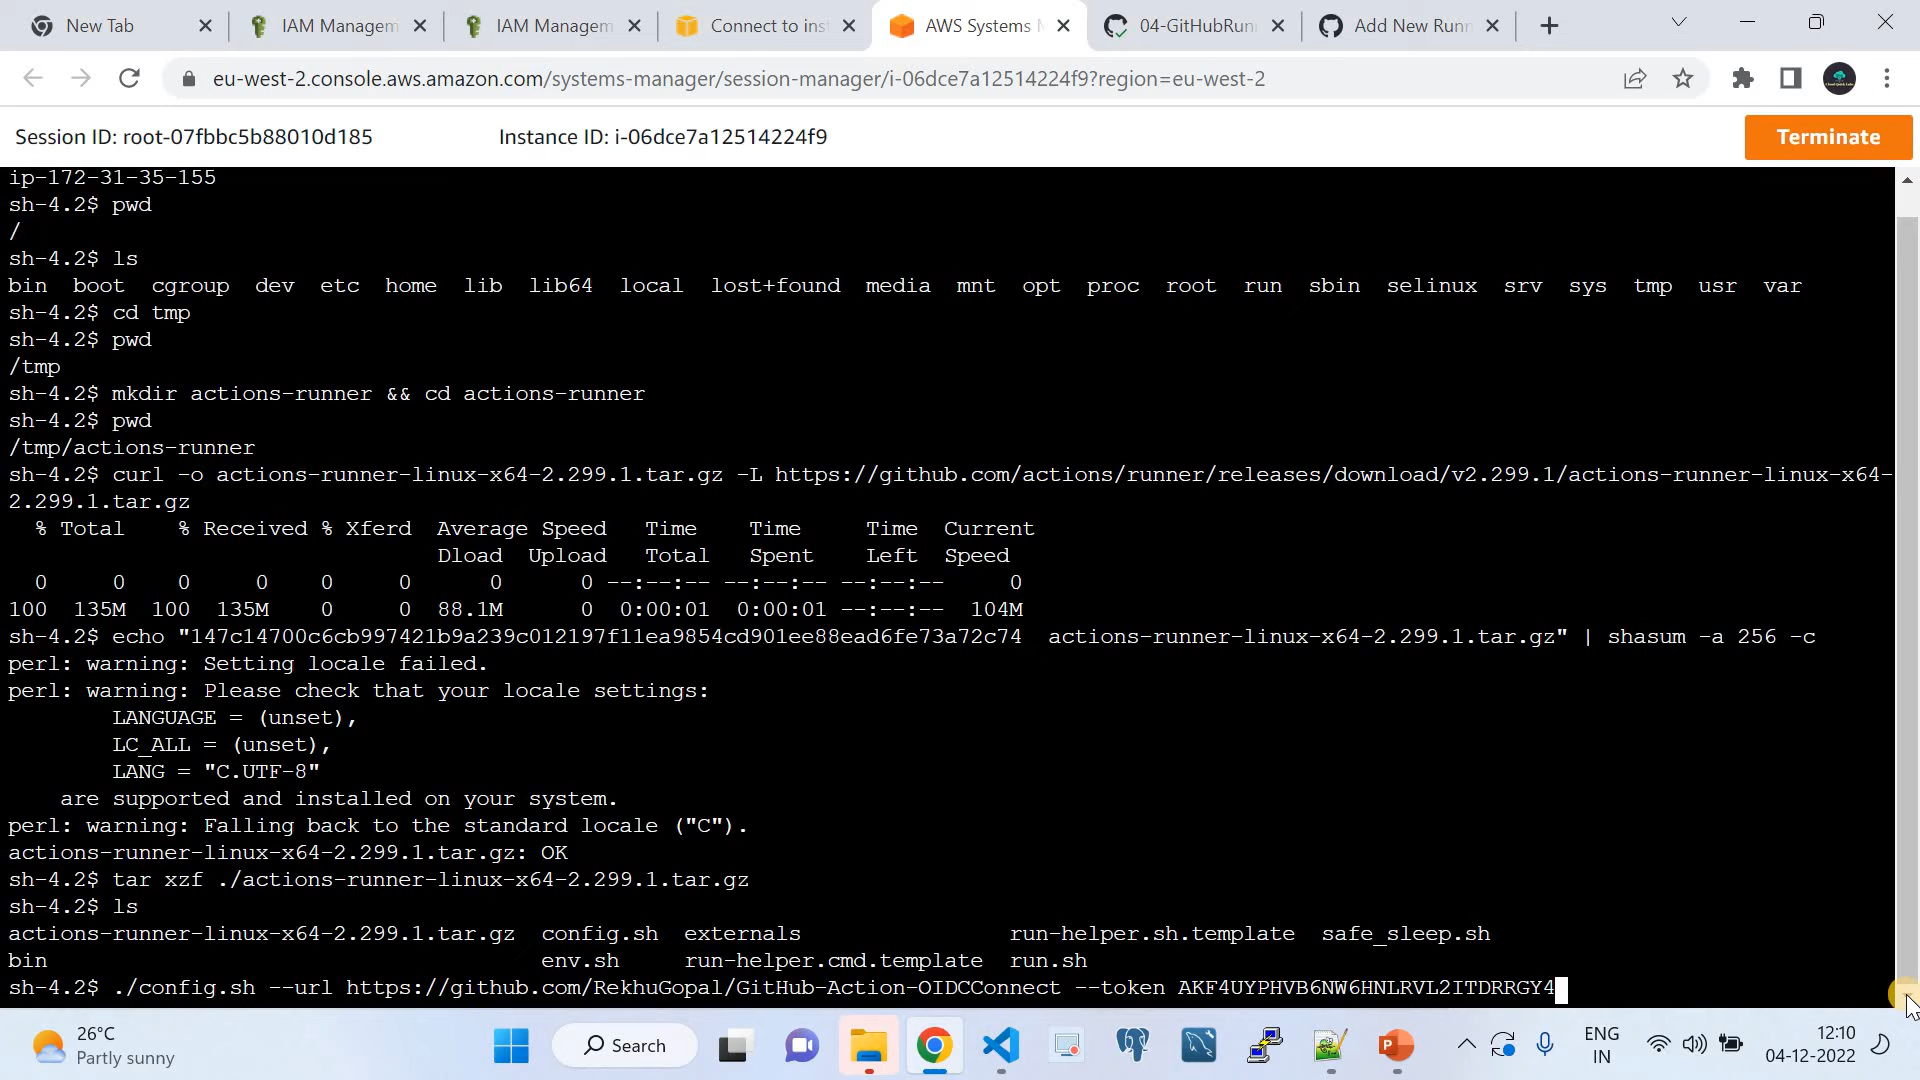 New Tab
IAM Managem
IAM Managem
Connect to inst
AWS Systems M
04-GitHubRunn
Add New Runn
eu-west-2.console.aws.amazon.com/systems-manager/session-manager/i-06dce7a12514224f9?region=eu-west-2
Session ID: root-07fbbc5b88010d185 Instance ID: i-06dce7a12514224f9 Terminate
ip-172-31-35-155
sh-4.2$ pwd
/
sh-4.2$ ls
bin boot cgroup dev etc home lib lib64 local lost+found media mnt opt proc root run sbin selinux srv sys tmp usr var
sh-4.2$ cd tmp
sh-4.2$ pwd
/tmp
sh-4.2$ mkdir actions-runner && cd actions-runner
sh-4.2$ pwd
/tmp/actions-runner
sh-4.2$ curl -o actions-runner-linux-x64-2.299.1.tar.gz -L https://github.com/actions/runner/releases/download/v2.299.1/actions-runner-linux-x64-
2.299.1.tar.gz
% Total % Received % Xferd Average Speed Time Time Time Current
Dload Upload Total Spent Left Speed
0 0 0 0 0 0 0 0 --:--:-- --:--:-- --:--:-- 0
100 135M 100 135M 0 0 88.1M 0 0:00:01 0:00:01 --:--:-- 104M
sh-4.2$ echo "147c14700c6cb997421b9a239c012197f11ea9854cd901ee88ead6fe73a72c74 actions-runner-linux-x64-2.299.1.tar.gz" | shasum -a 256 -c
perl: warning: Setting locale failed.
perl: warning: Please check that your locale settings:
LANGUAGE = (unset),
LC_ALL = (unset),
LANG = "C.UTF-8"
are supported and installed on your system.
perl: warning: Falling back to the standard locale ("C").
actions-runner-linux-x64-2.299.1.tar.gz: OK
sh-4.2$ tar xzf ./actions-runner-linux-x64-2.299.1.tar.gz
sh-4.2$ ls
actions-runner-linux-x64-2.299.1.tar.gz config.sh externals run-helper.sh.template safe_sleep.sh
bin env.sh run-helper.cmd.template run.sh
sh-4.2$ ./config.sh --url https://github.com/RekhuGopal/GitHub-Action-OIDCConnect --token AKF4UYPHVB6NW6HNLRVL2ITDRRGY4
26°C
Partly sunny
Search
ENG
IN
12:10
04-12-2022